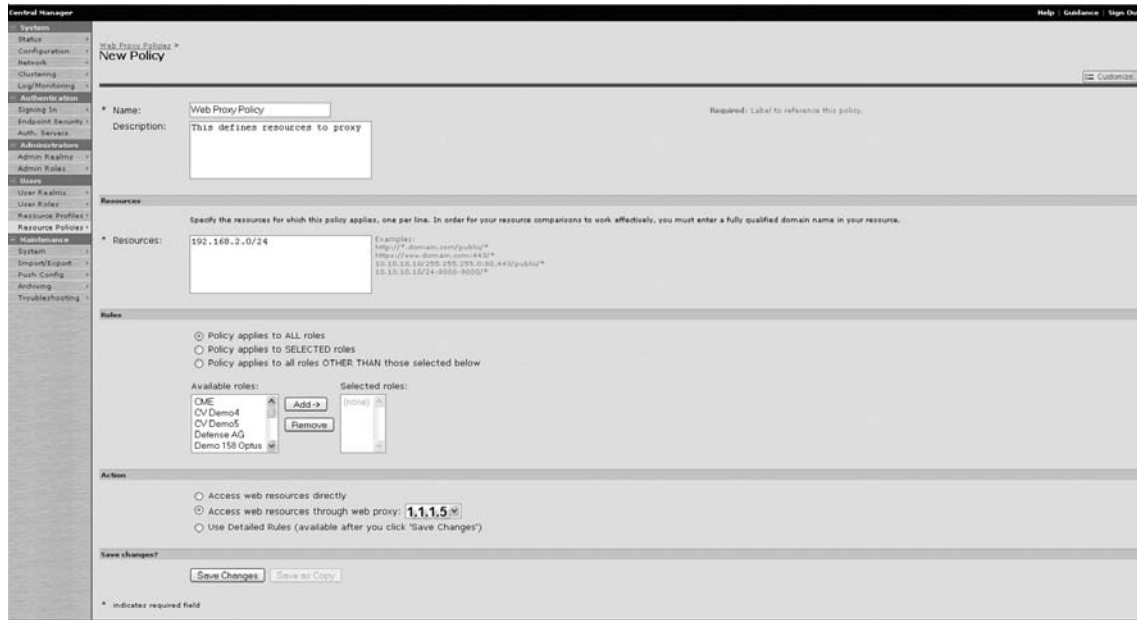 Central Manager
Help | Guidance | Sign Ou
System
Status
Configuration
Network
Clustering
Log/Monitoring
Authentication
Signing In
Endpoint Security
Auth. Servers
Administrators
Admin Realms
Admin Roles
Users
User Realms
User Roles
Resource Profiles
Resource Policies
Maintenance
System
Import/Export
Push Config
Archiving
Troubleshooting
Web Proxy Policies >
New Policy
Customize
* Name:
Web Proxy Policy
Required: Label to reference this policy.
Description:
This defines resources to proxy
Resources
Specify the resources for which this policy applies, one per line. In order for your resource comparisons to work effectively, you must enter a fully qualified domain name in your resource.
* Resources:
192.168.2.0/24
Examples:
http://*.domain.com/public/*
https://www.domain.com:443/*
10.10.10.10/255.255.255.0:80,443/public/*
10.10.10.10/24:8000-9000/*
Roles
Policy applies to ALL roles
Policy applies to SELECTED roles
Policy applies to all roles OTHER THAN those selected below
Available roles:
Selected roles:
CME
CV Demo4
CV Demo5
Defense AG
Demo 158 Optus
Add ->
Remove
(none)
Action
Access web resources directly
Access web resources through web proxy: 1.1.1.5
Use Detailed Rules (available after you click 'Save Changes')
Save changes?
Save Changes
Save as Copy
* indicates required field